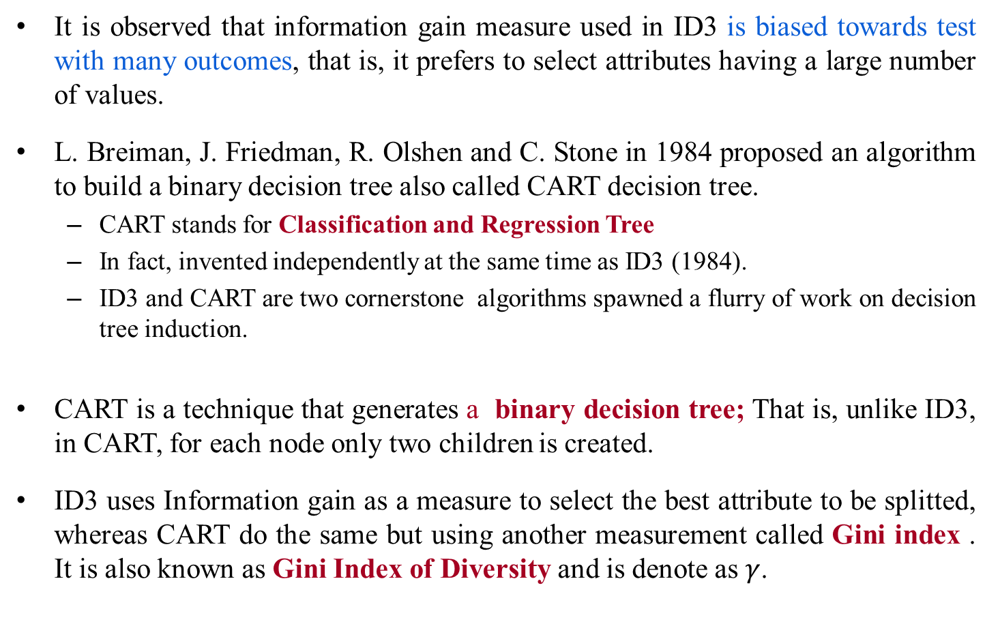 • It is observed that information gain measure used in ID3 is biased towards test
with many outcomes, that is, it prefers to select attributes having a large number
of values.
• L. Breiman, J. Friedman, R. Olshen and C. Stone in 1984 proposed an algorithm
to build a binary decision tree also called CART decision tree.
– CART stands for Classification and Regression Tree
– In fact, invented independently at the same time as ID3 (1984).
– ID3 and CART are two cornerstone algorithms spawned a flurry of work on decision
tree induction.
• CART is a technique that generates a binary decision tree; That is, unlike ID3,
in CART, for each node only two children is created.
• ID3 uses Information gain as a measure to select the best attribute to be splitted,
whereas CART do the same but using another measurement called Gini index .
It is also known as Gini Index of Diversity and is denote as γ.